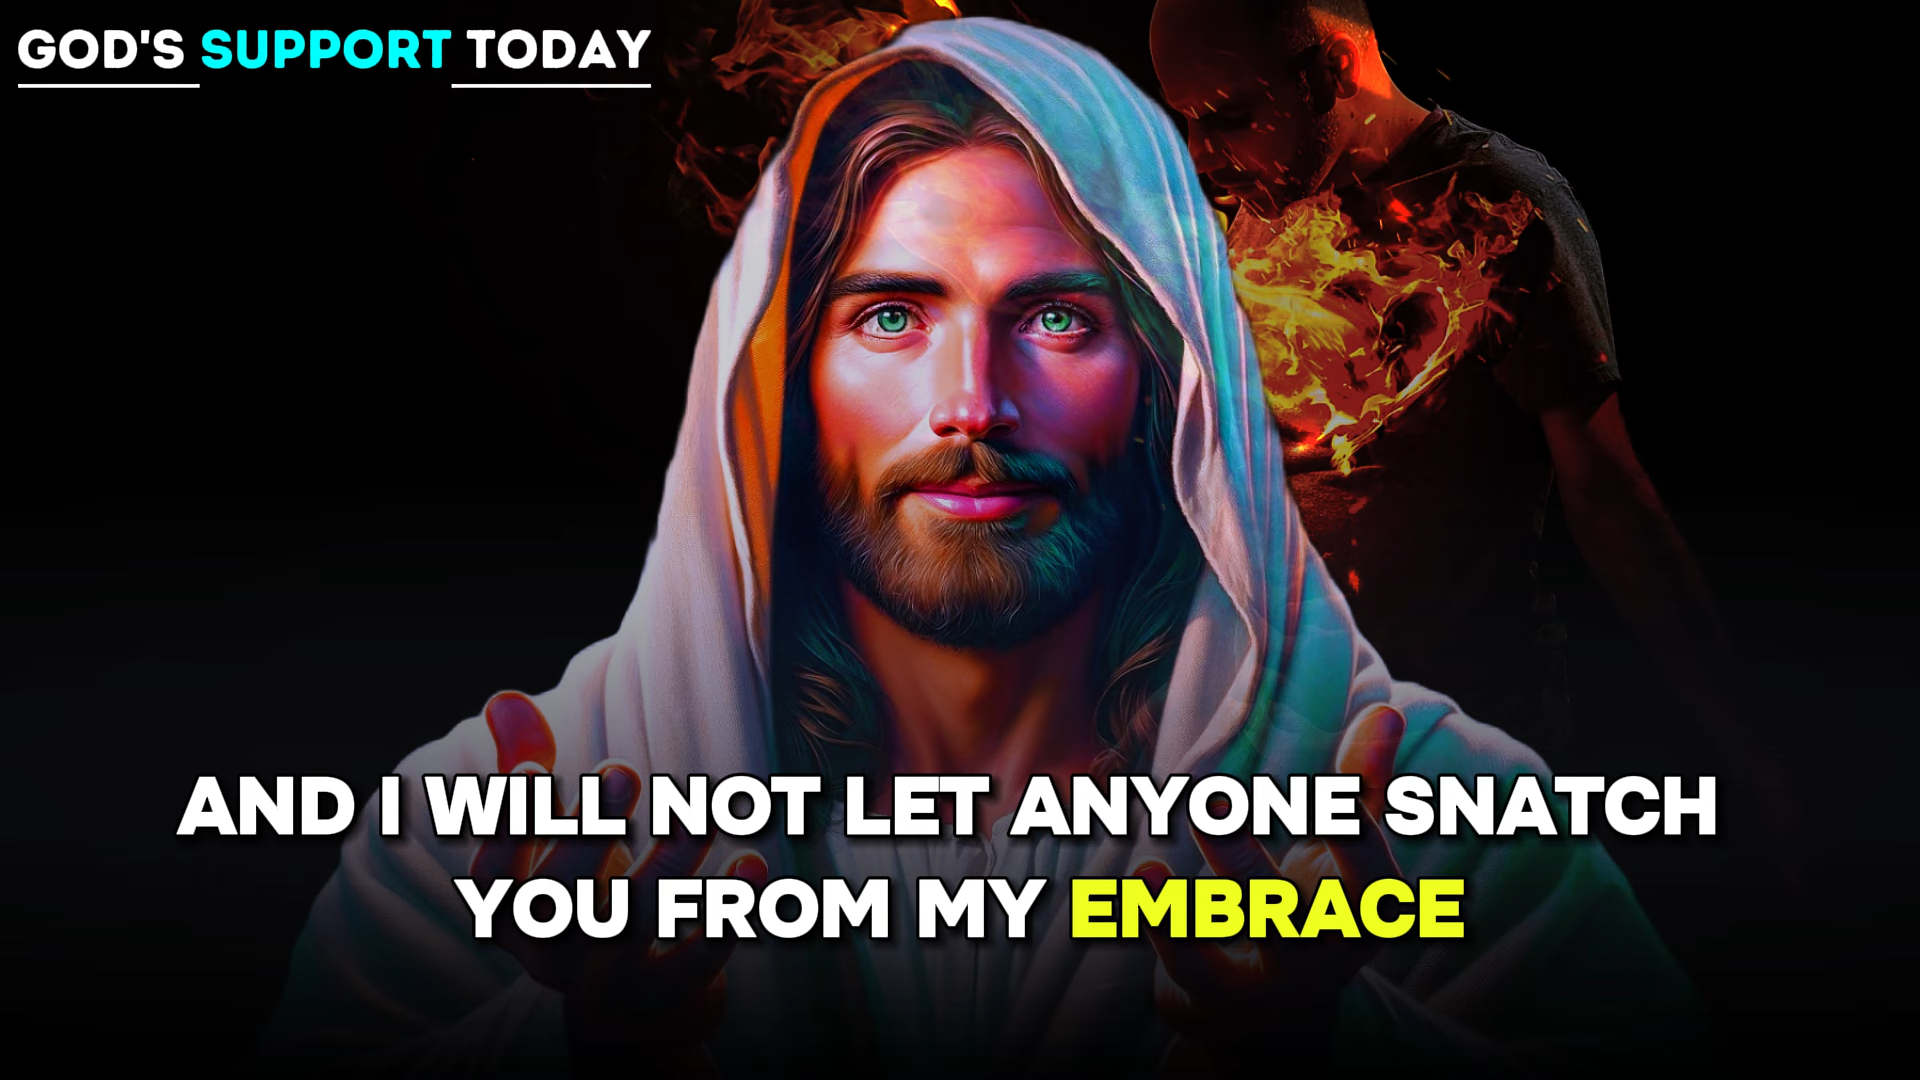 GOD'S SUPPORT TODAY
AND I WILL NOT LET ANYONE SNATCH
YOU FROM MY EMBRACE